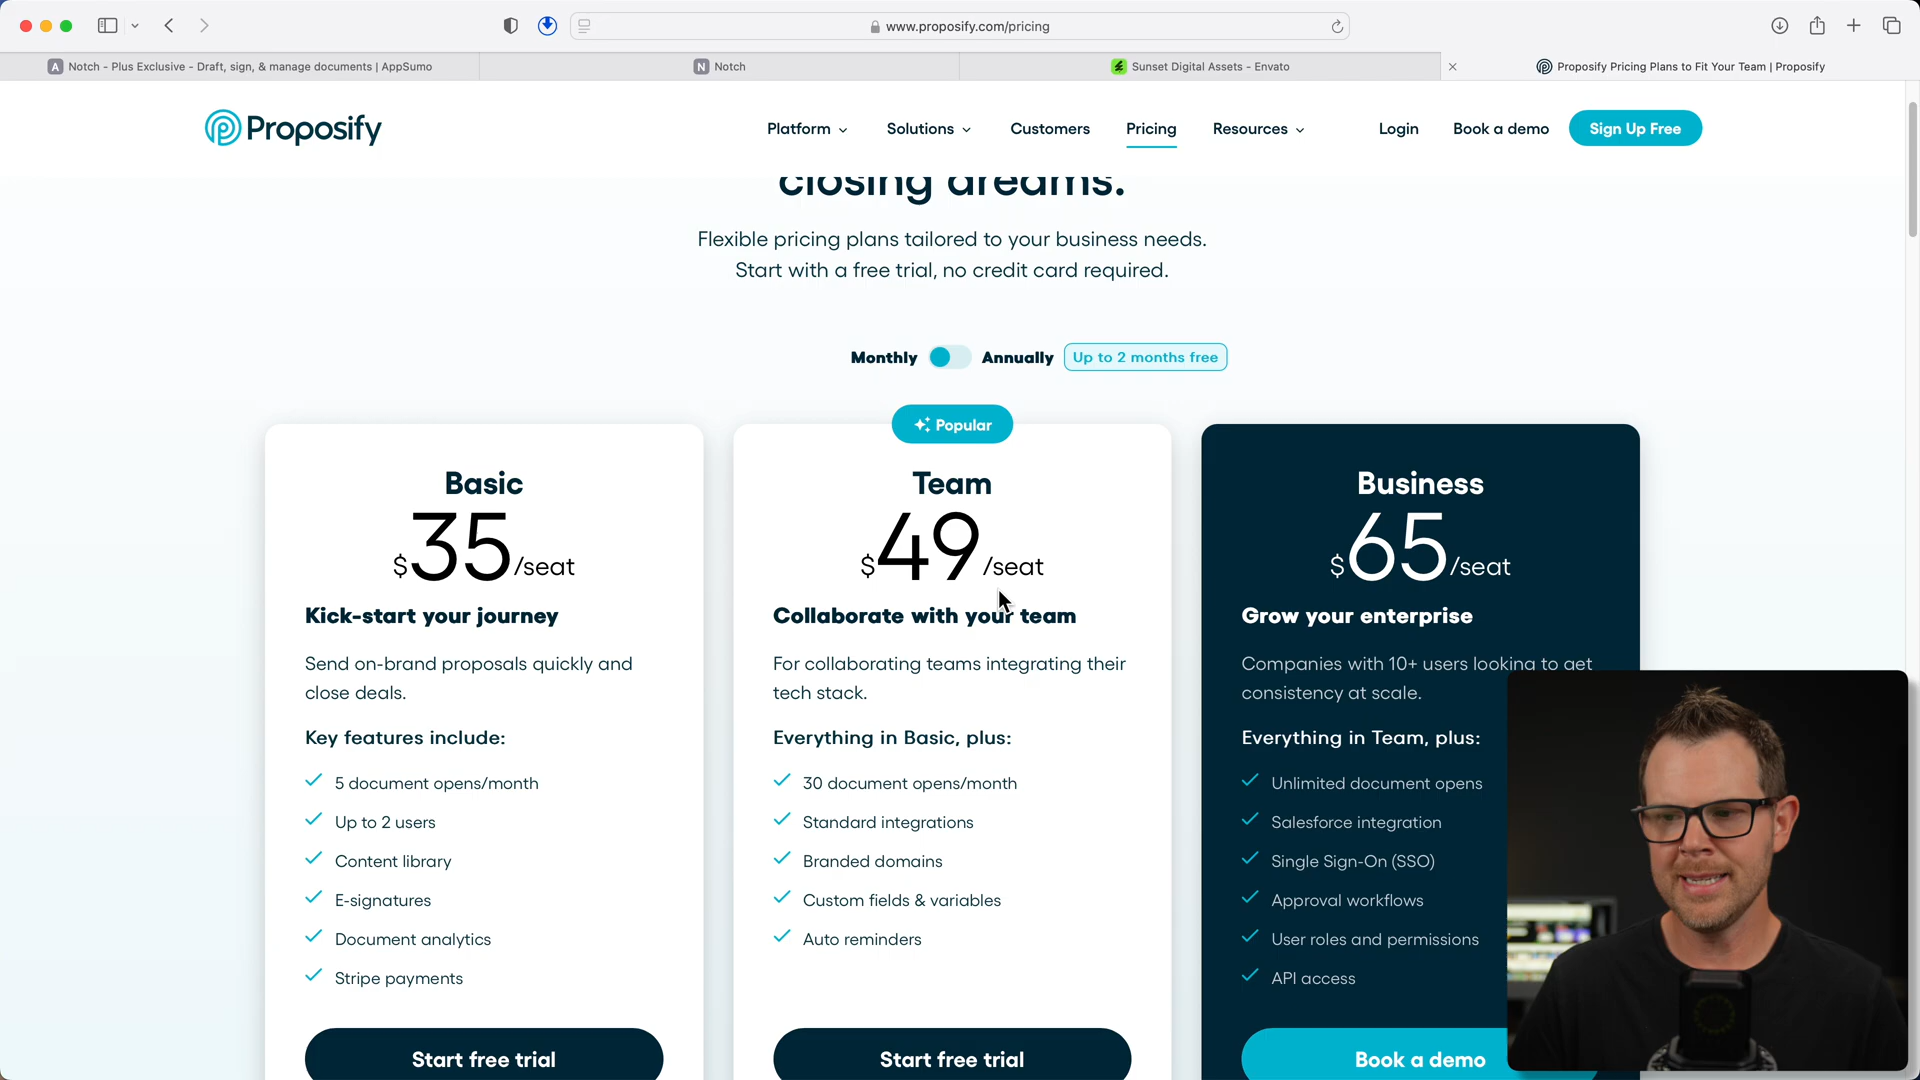 www.proposify.com/pricing
A Notch - Plus Exclusive - Draft, sign, & manage documents | AppSumo
N Notch
Sunset Digital Assets - Envato
Proposify Pricing Plans to Fit Your Team | Proposify
Proposify
Platform
Solutions
Customers
Pricing
Resources
Login
Book a demo
Sign Up Free
closing dreams.
Flexible pricing plans tailored to your business needs.
Start with a free trial, no credit card required.
Monthly
Annually
Up to 2 months free
Basic
$35/seat
Kick-start your journey
Send on-brand proposals quickly and
close deals.
Key features include:
5 document opens/month
Up to 2 users
Content library
E-signatures
Document analytics
Stripe payments
Start free trial
Popular
Team
$49/seat
Collaborate with your team
For collaborating teams integrating their
tech stack.
Everything in Basic, plus:
30 document opens/month
Standard integrations
Branded domains
Custom fields & variables
Auto reminders
Start free trial
Business
$65/seat
Grow your enterprise
Companies with 10+ users looking to get
consistency at scale.
Everything in Team, plus:
Unlimited document opens
Salesforce integration
Single Sign-On (SSO)
Approval workflows
User roles and permissions
API access
Book a demo